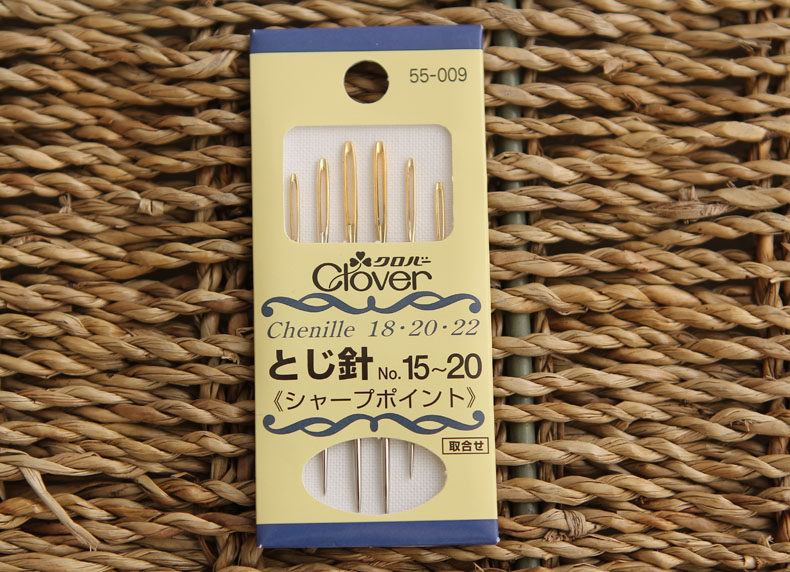 55-009
クロバー
Clover
Chenille 18・20・22
とじ針 No.15~20
《シャープポイント》
取合せ